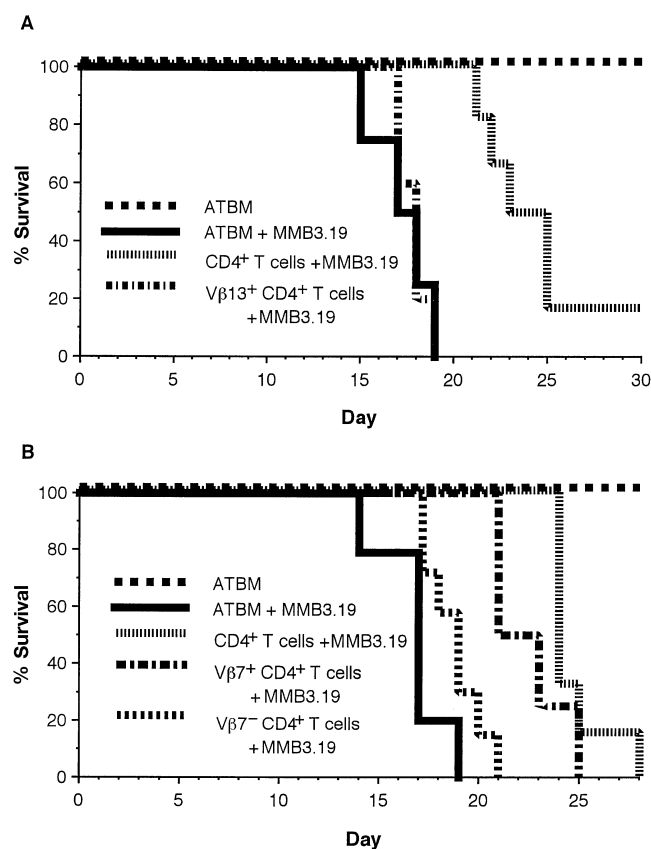 A
% Survival
100
80
60
40
20
0
ATBM
ATBM + MMB3.19
CD4+ T cells +MMB3.19
Vβ13+ CD4+ T cells
+MMB3.19
0 5 10 15 20 25 30
Day
B
% Survival
100
80
60
40
20
0
ATBM
ATBM + MMB3.19
CD4+ T cells +MMB3.19
Vβ7+ CD4+ T cells
+ MMB3.19
Vβ7− CD4+ T cells
+ MMB3.19
0 5 10 15 20 25
Day